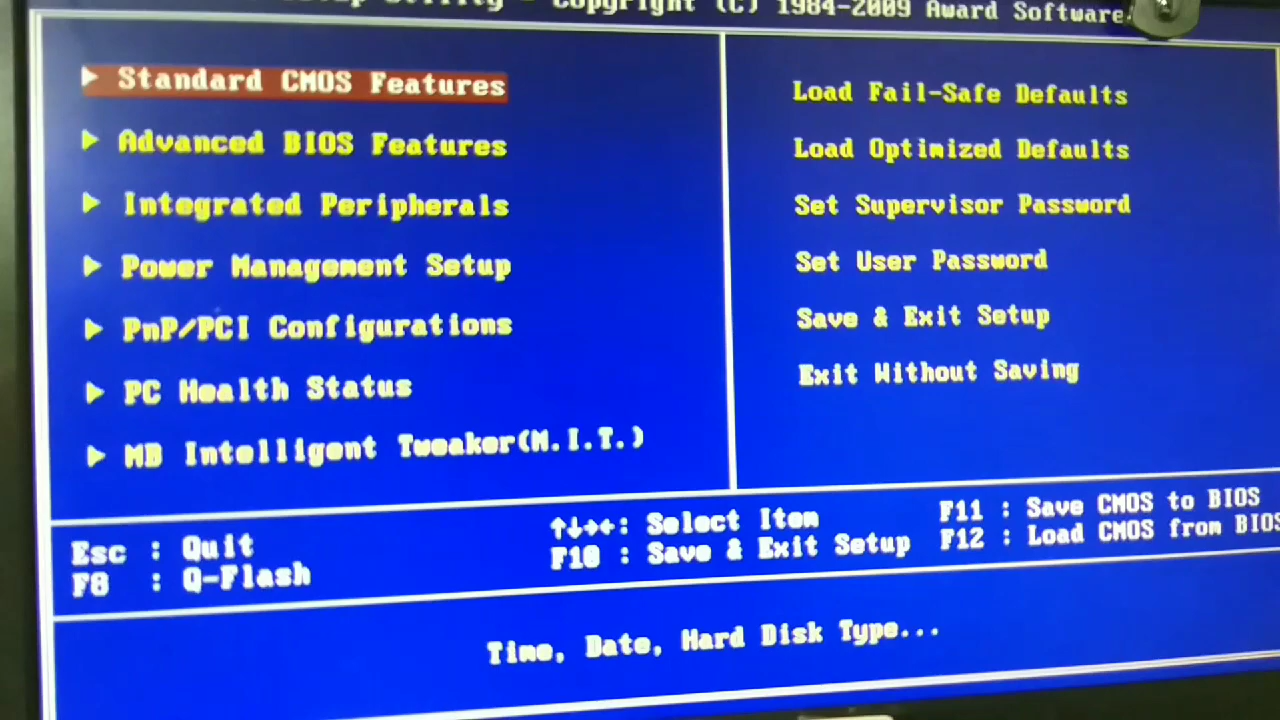 - Copyright (C) 1984-2009 Award Software
Standard CMOS Features
Advanced BIOS Features
Integrated Peripherals
Power Management Setup
PnP/PCI Configurations
PC Health Status
MB Intelligent Tweaker(M.I.T.)
Load Fail-Safe Defaults
Load Optimized Defaults
Set Supervisor Password
Set User Password
Save & Exit Setup
Exit Without Saving
Esc : Quit
F8 : Q-Flash
↑↓→←: Select Item
F10 : Save & Exit Setup
F11 : Save CMOS to BIOS
F12 : Load CMOS from BIOS
Time, Date, Hard Disk Type...